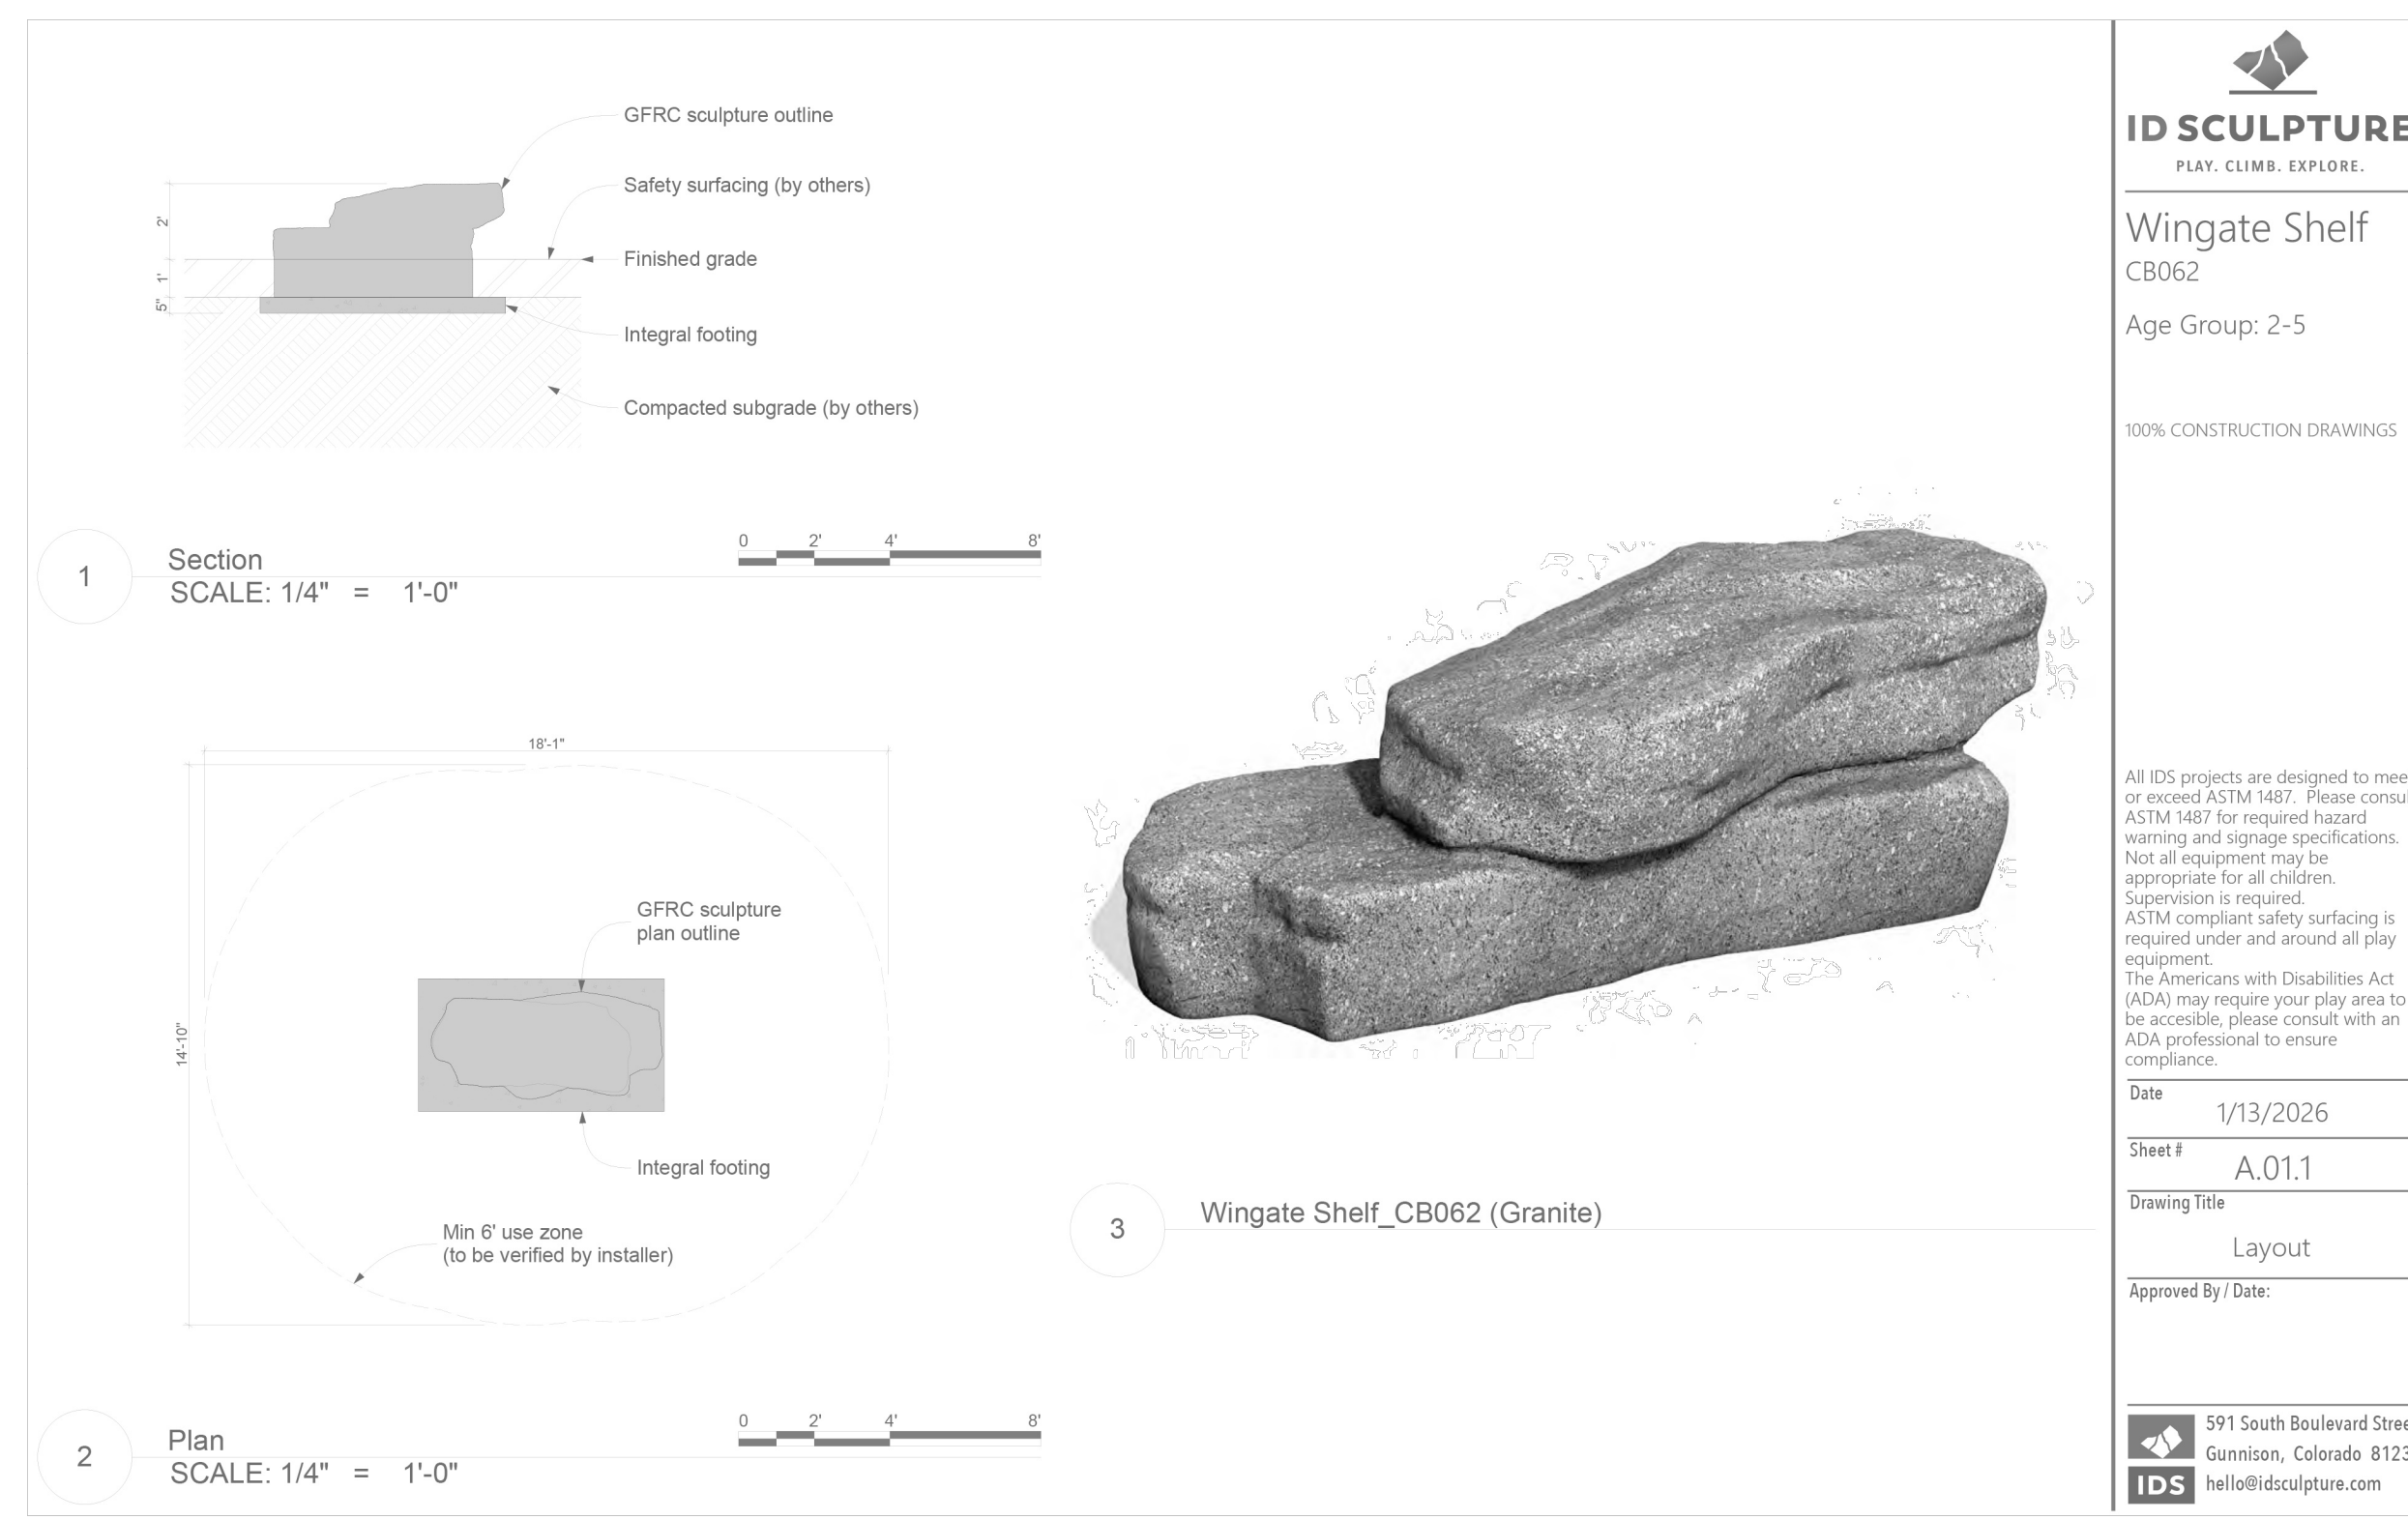 GFRC sculpture outline
Safety surfacing (by others)
Finished grade
Integral footing
Compacted subgrade (by others)
2'
1'
5"
1
Section
SCALE: 1/4" = 1'-0"
0 2' 4' 8'
18'-1"
14'-10"
GFRC sculpture
plan outline
Integral footing
Min 6' use zone
(to be verified by installer)
2
Plan
SCALE: 1/4" = 1'-0"
0 2' 4' 8'
3
Wingate Shelf_CB062 (Granite)
ID SCULPTURE
PLAY. CLIMB. EXPLORE.
Wingate Shelf
CB062
Age Group: 2-5
100% CONSTRUCTION DRAWINGS
All IDS projects are designed to mee
or exceed ASTM 1487. Please consul
ASTM 1487 for required hazard
warning and signage specifications.
Not all equipment may be
appropriate for all children.
Supervision is required.
ASTM compliant safety surfacing is
required under and around all play
equipment.
The Americans with Disabilities Act
(ADA) may require your play area to
be accesible, please consult with an
ADA professional to ensure
compliance.
Date
1/13/2026
Sheet #
A.01.1
Drawing Title
Layout
Approved By / Date:
591 South Boulevard Stree
Gunnison, Colorado 8123
IDS
hello@idsculpture.com